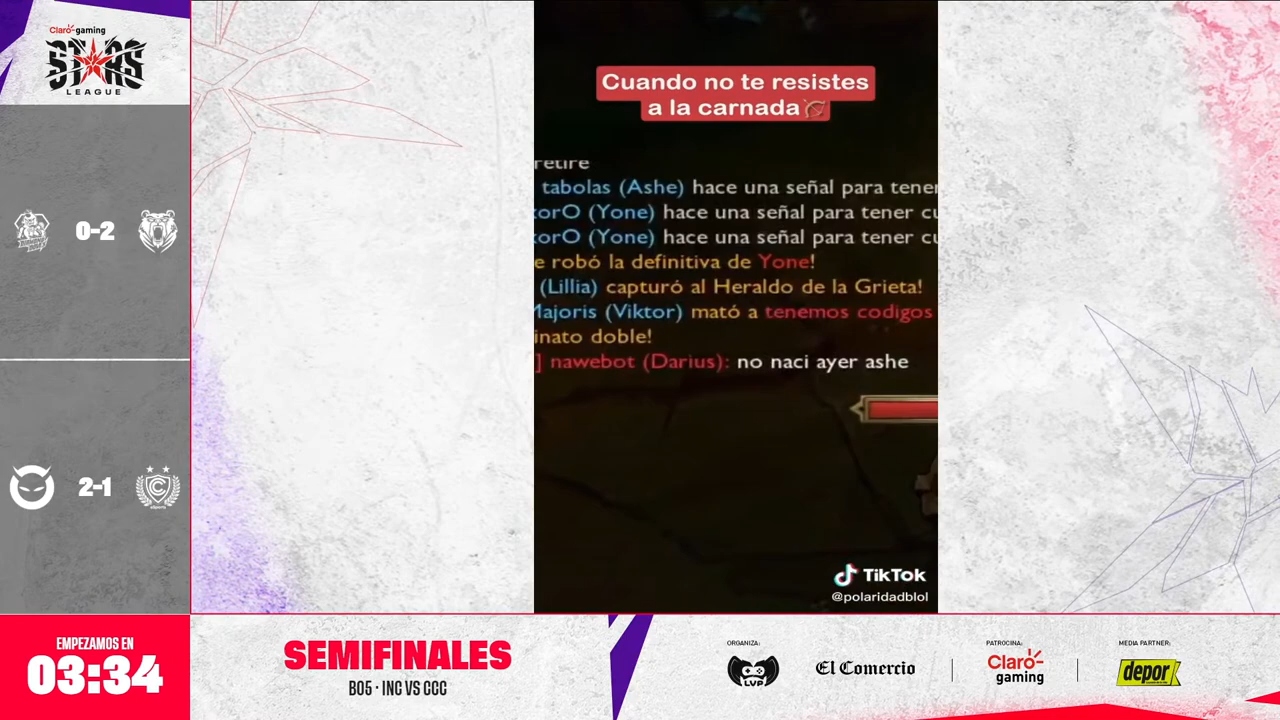 Claro gaming
STARS
LEAGUE
0-2
2-1
Cuando no te resistes
a la carnada
retire
tabolas (Ashe) hace una señal para tener
korO (Yone) hace una señal para tener cu
korO (Yone) hace una señal para tener cu
e robó la definitiva de Yone!
(Lillia) capturó al Heraldo de la Grieta!
Majoris (Viktor) mató a tenemos codigos
inato doble!
] nawebot (Darius): no naci ayer ashe
TikTok
@polaridadblol
EMPEZAMOS EN
03:34
SEMIFINALES
BO5 · INC VS CCC
ORGANIZA:
LVP
El Comercio
PATROCINA:
Claro
gaming
MEDIA PARTNER:
depor